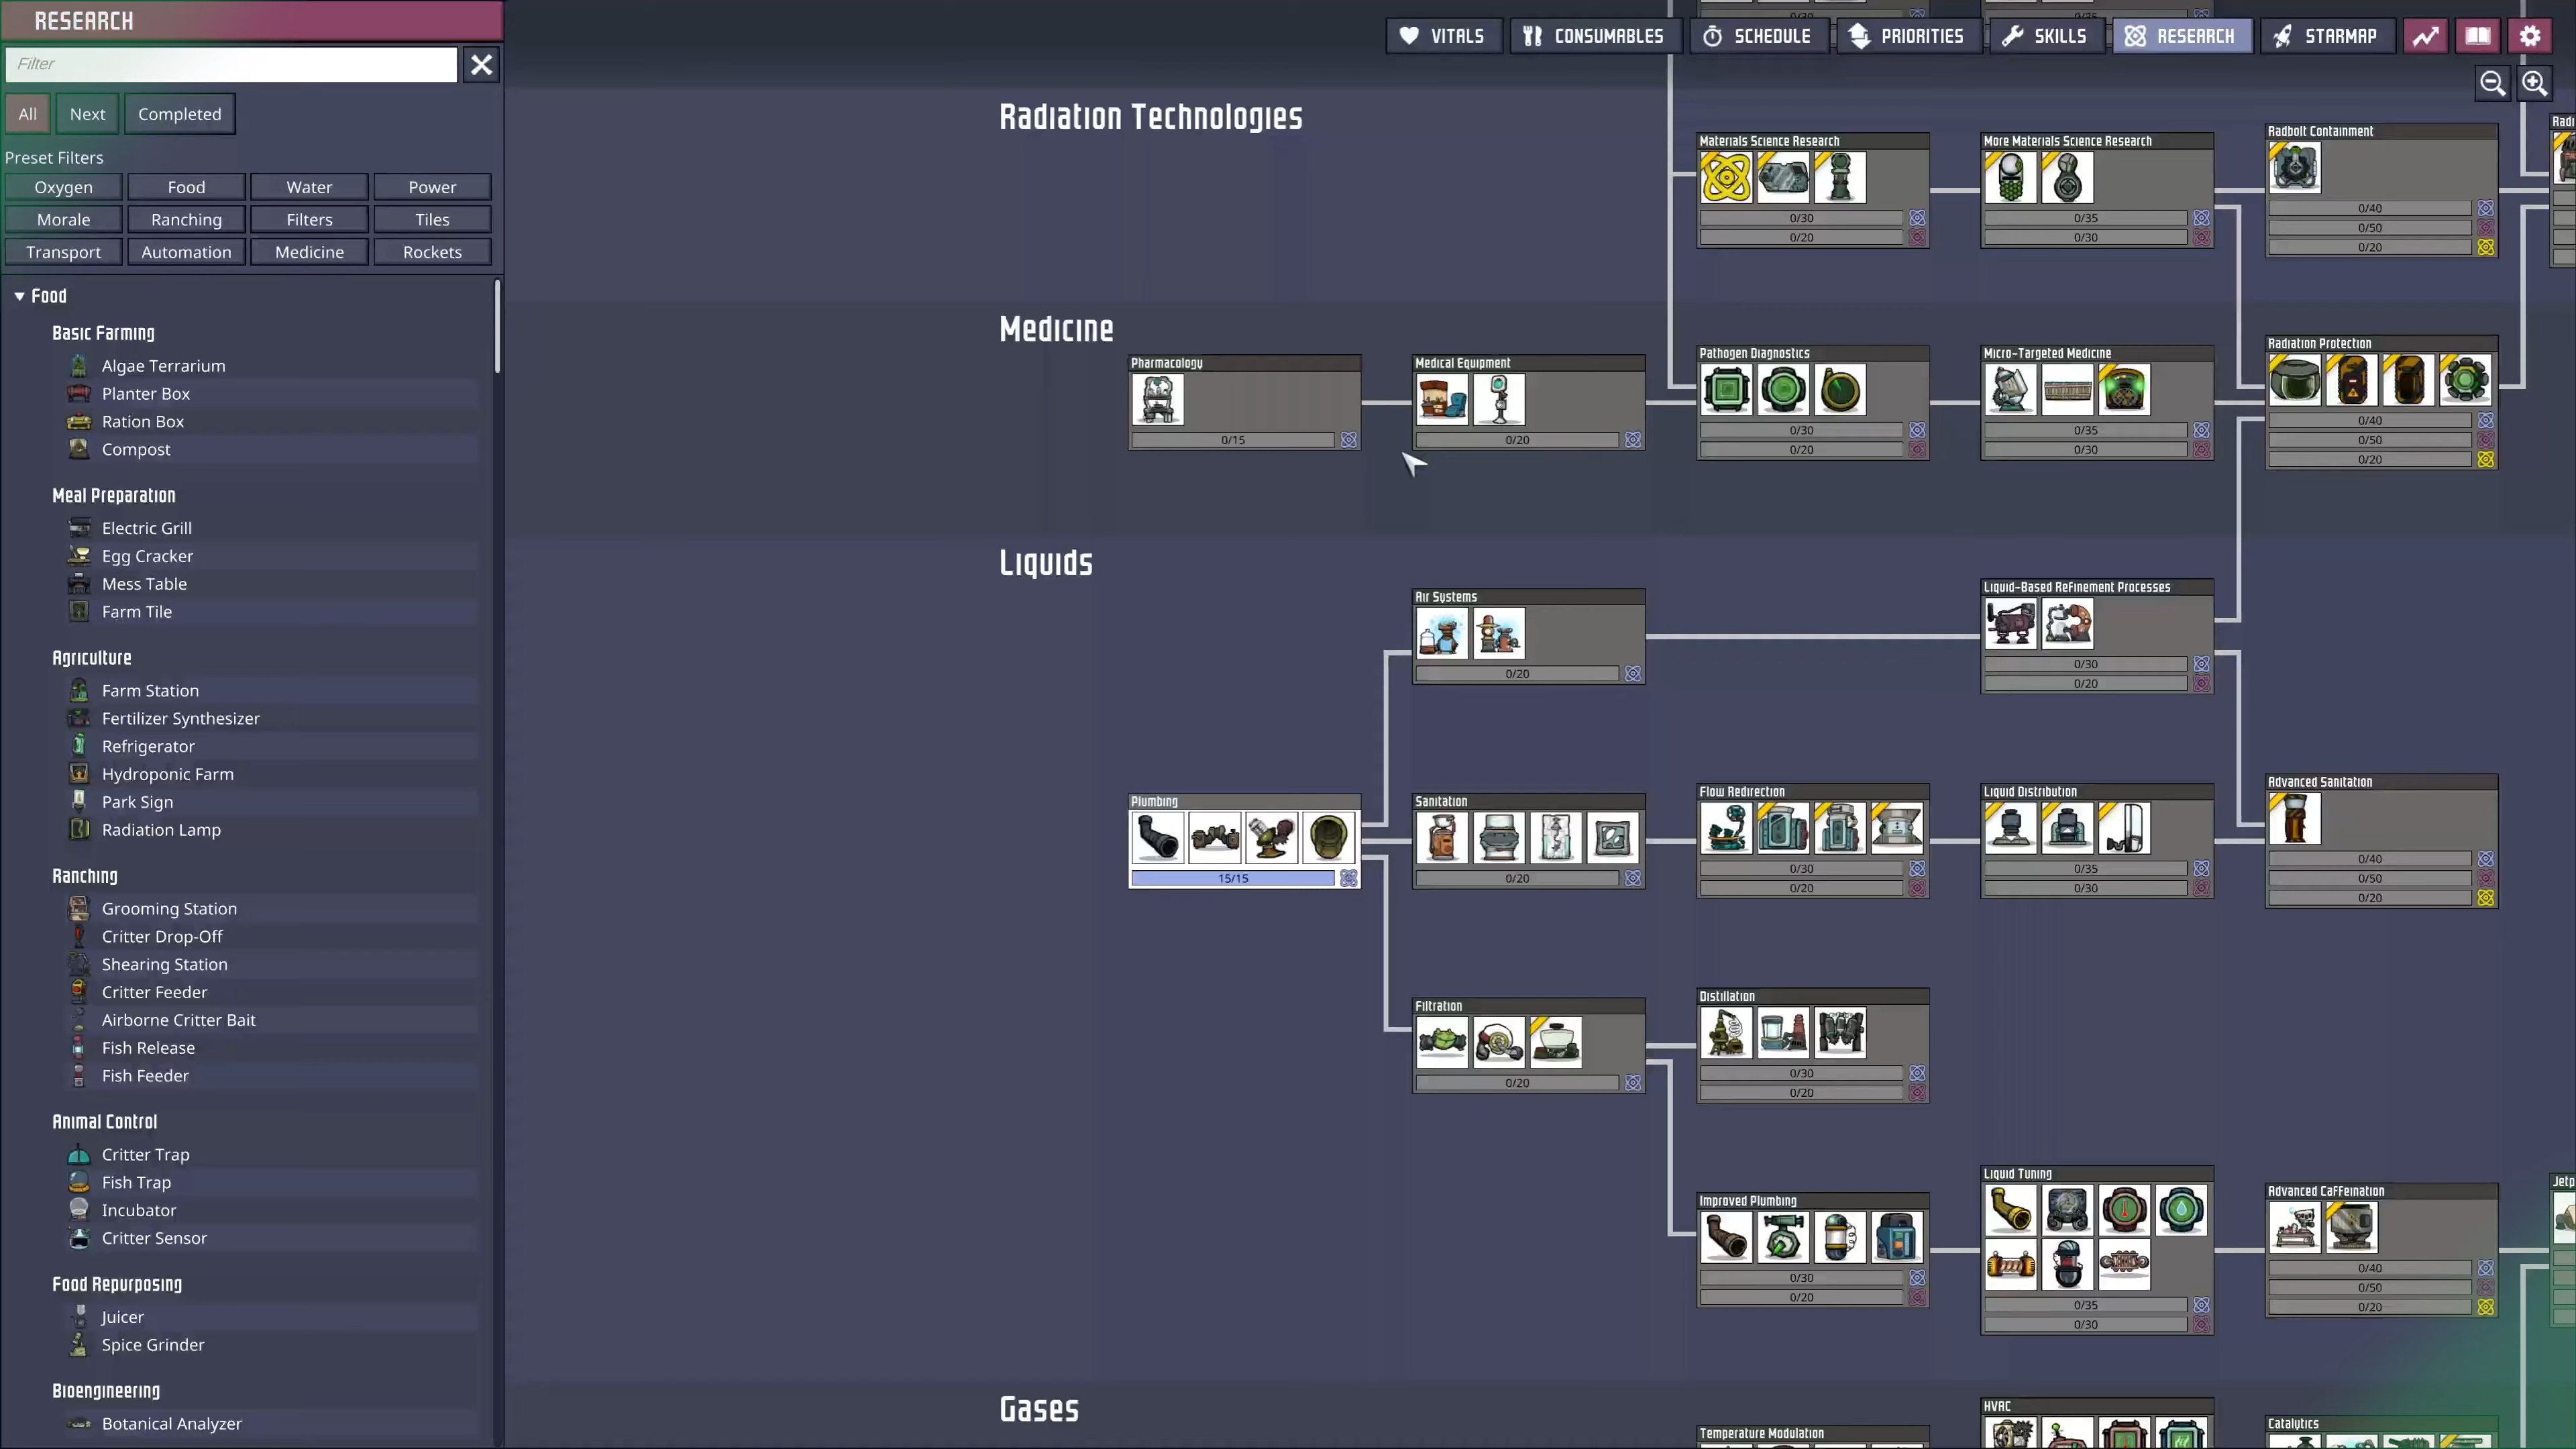 RESEARCH
Filter
All Next Completed
Preset Filters
Oxygen Food Water Power
Morale Ranching Filters Tiles
Transport Automation Medicine Rockets
Food
Basic Farming
Algae Terrarium
Planter Box
Ration Box
Compost
Meal Preparation
Electric Grill
Egg Cracker
Mess Table
Farm Tile
Agriculture
Farm Station
Fertilizer Synthesizer
Refrigerator
Hydroponic Farm
Park Sign
Radiation Lamp
Ranching
Grooming Station
Critter Drop-Off
Shearing Station
Critter Feeder
Airborne Critter Bait
Fish Release
Fish Feeder
Animal Control
Critter Trap
Fish Trap
Incubator
Critter Sensor
Food Repurposing
Juicer
Spice Grinder
Bioengineering
Botanical Analyzer
VITALS CONSUMABLES SCHEDULE PRIORITIES SKILLS RESEARCH STARMAP
Radiation Technologies
Materials Science Research
0/30
0/20
More Materials Science Research
0/35
0/30
Radbolt Containment
0/40
0/50
0/20
Radi
Medicine
Pharmacology
0/15
Medical Equipment
0/20
Pathogen Diagnostics
0/30
0/20
Micro-Targeted Medicine
0/35
0/30
Radiation Protection
0/40
0/50
0/20
Liquids
Air Systems
0/20
Liquid-Based Refinement Processes
0/30
0/20
Plumbing
15/15
Sanitation
0/20
Flow Redirection
0/30
0/20
Liquid Distribution
0/35
0/30
Advanced Sanitation
0/40
0/50
0/20
Filtration
0/20
Distillation
0/30
0/20
Improved Plumbing
0/30
0/20
Liquid Tuning
0/35
0/30
Advanced Caffeination
0/40
0/50
0/20
Jetp
Gases
Temperature Modulation
HVAC
Catalytics